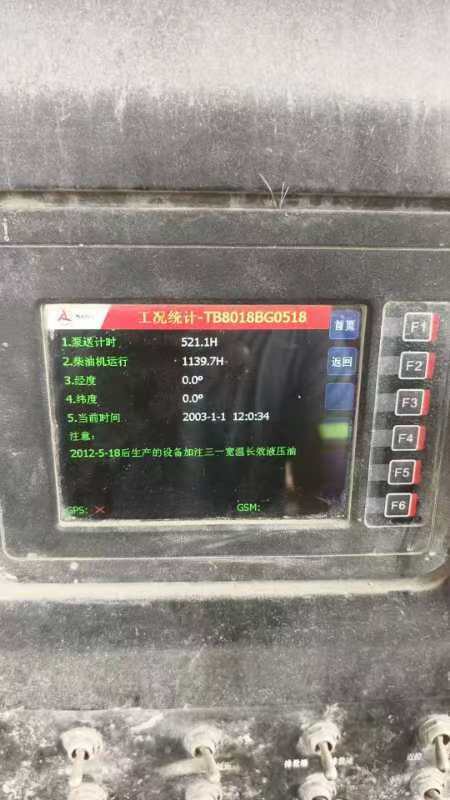 工况统计-TB8018BG0518
首页
1.泵送计时 521.1H
2.柴油机运行 1139.7H
返回
3.经度 0.0º
4.纬度 0.0º
5.当前时间 2003-1-1 12:0:34
注意:
2012-5-18后生产的设备加注三一宽温长效液压油
GPS: ✕ GSM:
F1
F2
F3
F4
F5
F6